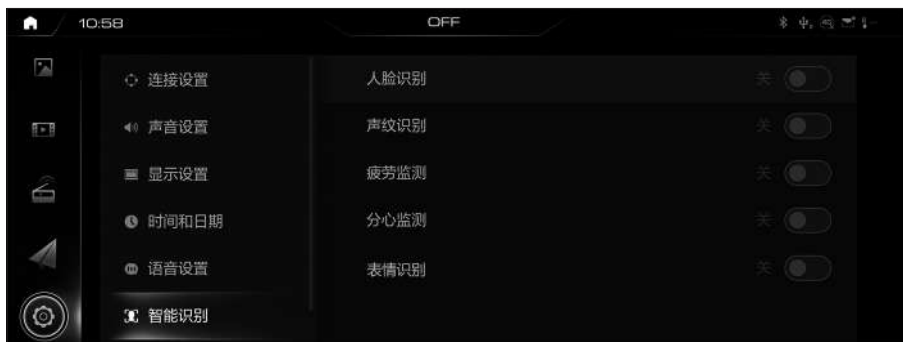 10:58
OFF
连接设置
声音设置
显示设置
时间和日期
语音设置
智能识别
人脸识别 关
声纹识别 关
疲劳监测 关
分心监测 关
表情识别 关